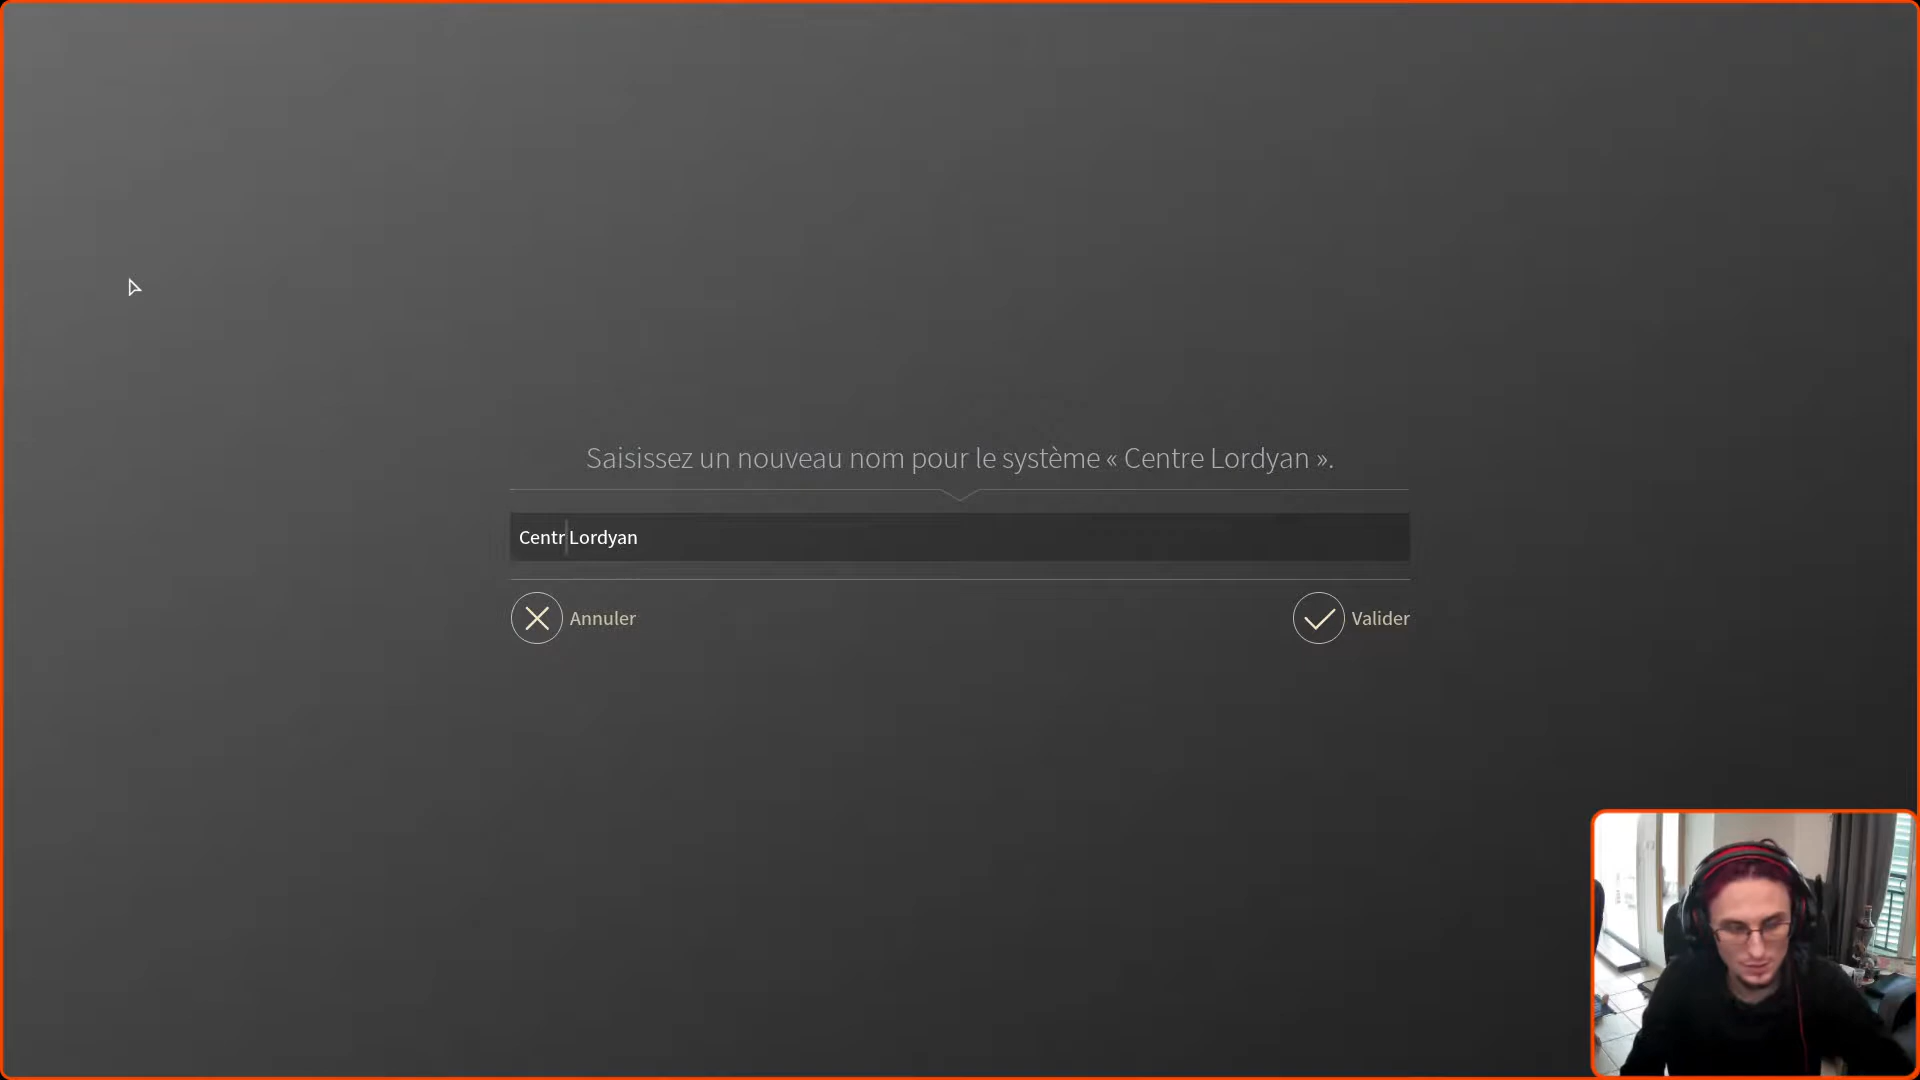 Saisissez un nouveau nom pour le système « Centre Lordyan ».
Centr Lordyan
Annuler
Valider